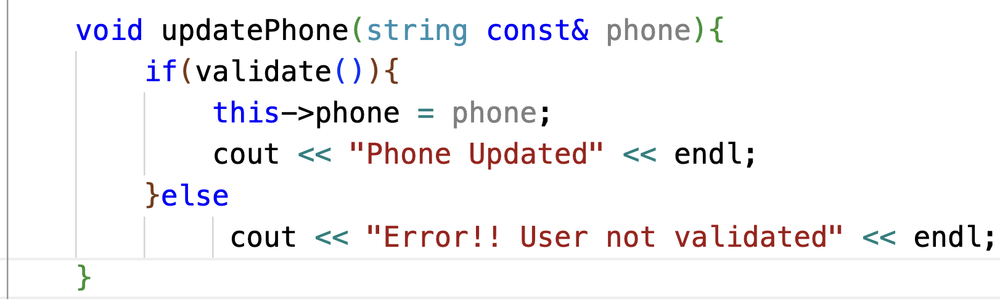 void updatePhone(string const& phone){
if(validate()){
this->phone = phone;
cout << "Phone Updated" << endl;
}else
cout << "Error!! User not validated" << endl;
}